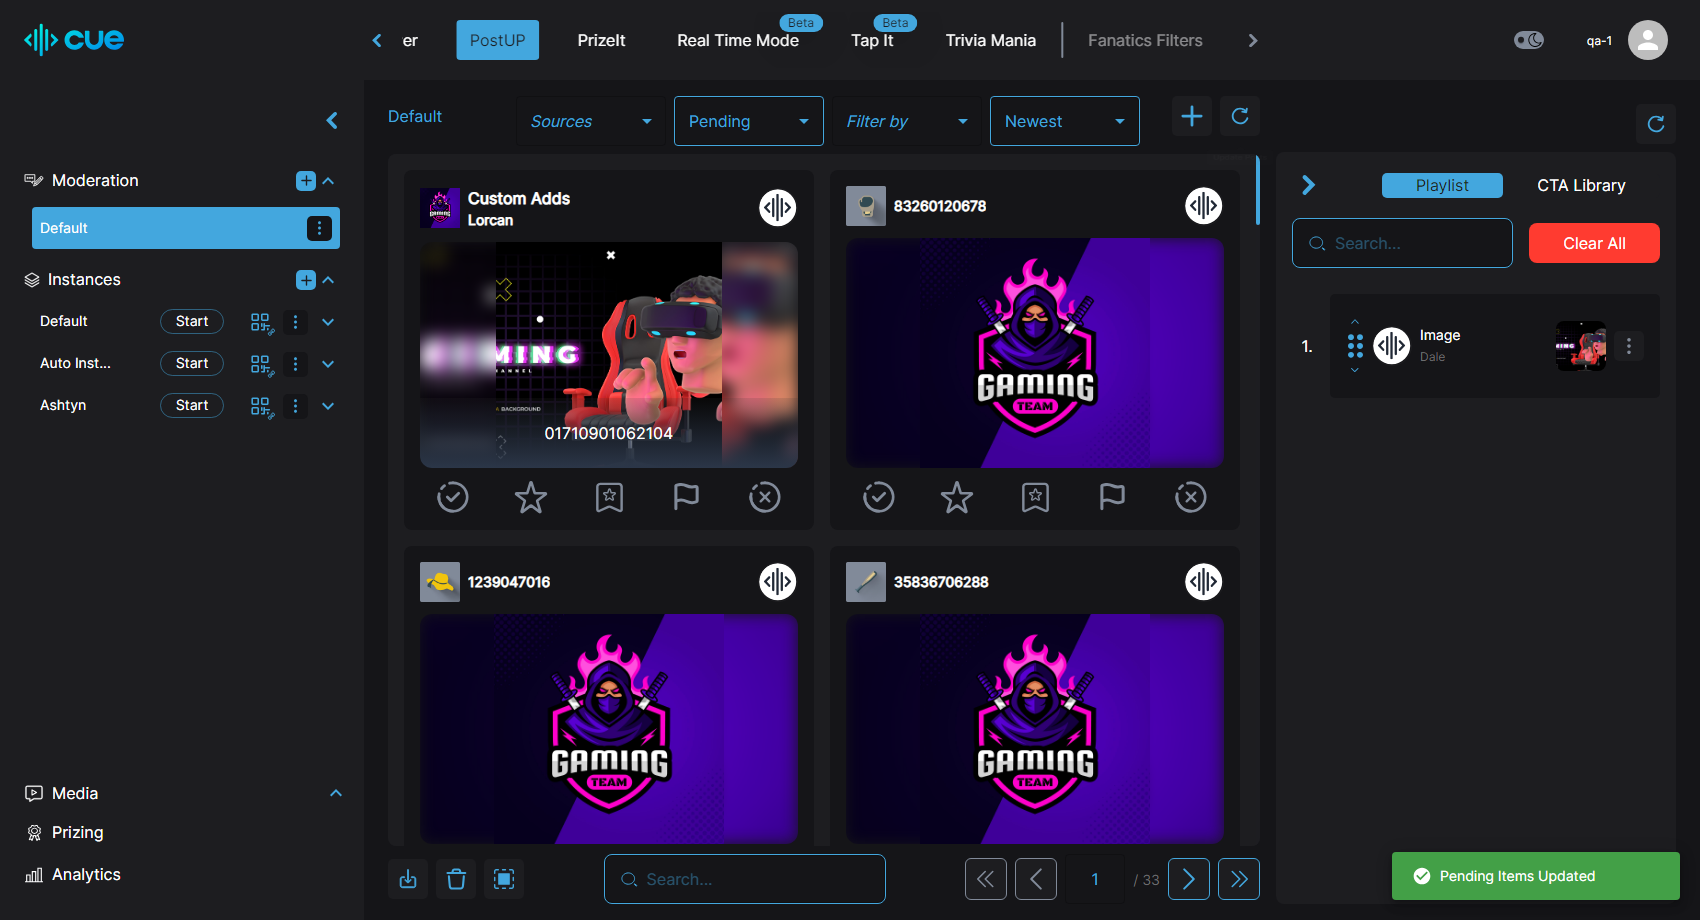 cue
er
PostUP
PrizeIt
Real Time Mode
Beta
Tap It
Beta
Trivia Mania
Fanatics Filters
qa-1
Moderation
Default
Instances
Default
Start
Auto Inst...
Start
Ashtyn
Start
Media
Prizing
Analytics
Default
Sources
Pending
Filter by
Newest
Custom Adds
Lorcan
MING
CHANNEL
BACKGROUND
01710901062104
83260120678
GAMING
TEAM
1239047016
GAMING
TEAM
35836706288
GAMING
TEAM
Search...
1
/ 33
Playlist
CTA Library
Search...
Clear All
1.
Image
Dale
Pending Items Updated